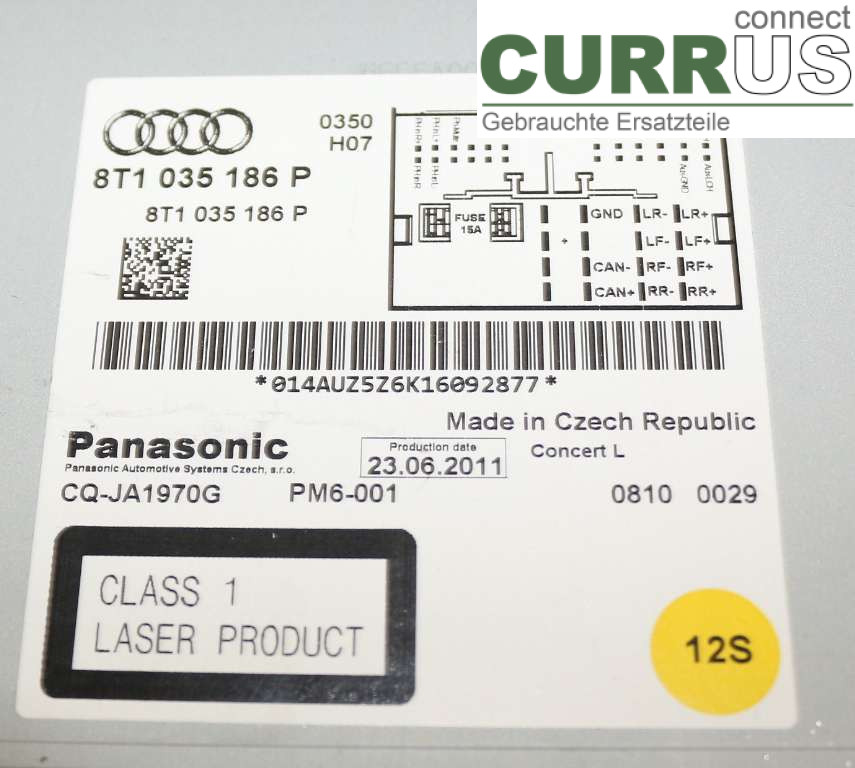 connect
CURRUS
Gebrauchte Ersatzteile
0350
H07
8T1 035 186 P
8T1 035 186 P
FUSE
15A
+
GND LR- LR+
LF- LF+
CAN- RF- RF+
CAN+ RR- RR+
AuxGND
AuxLCH
*014AUZ5Z6K16092877*
Made in Czech Republic
Panasonic
Panasonic Automotive Systems Czech, s.r.o.
Production date
23.06.2011
Concert L
CQ-JA1970G PM6-001 0810 0029
CLASS 1
LASER PRODUCT
12S